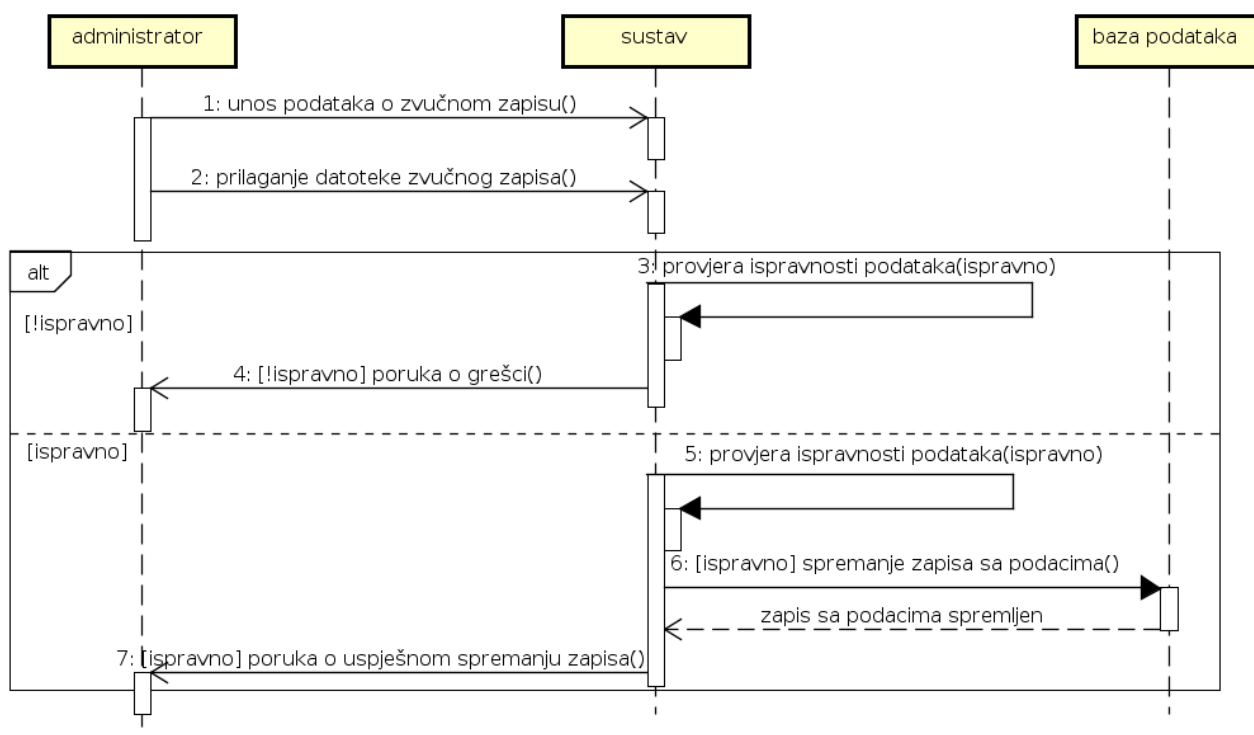 administrator
sustav
baza podataka
1: unos podataka o zvučnom zapisu()
2: prilaganje datoteke zvučnog zapisa()
alt
3: provjera ispravnosti podataka(ispravno)
[!ispravno]
4: [!ispravno] poruka o grešci()
[ispravno]
5: provjera ispravnosti podataka(ispravno)
6: [ispravno] spremanje zapisa sa podacima()
zapis sa podacima spremljen
7: [ispravno] poruka o uspješnom spremanju zapisa()